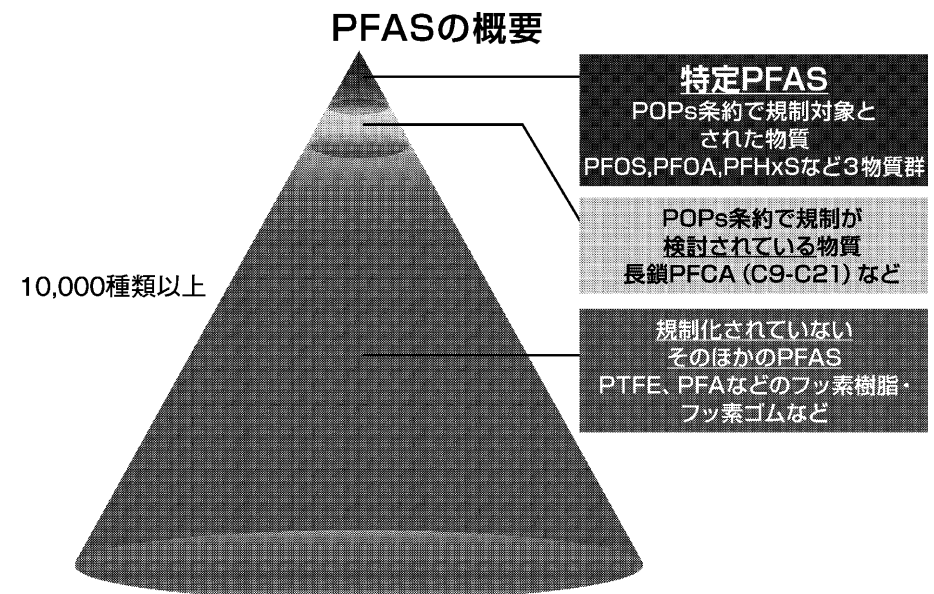 PFASの概要
特定PFAS
POPs条約で規制対象と
された物質
PFOS,PFOA,PFHxSなど3物質群
POPs条約で規制が
検討されている物質
長鎖PFCA(C9-C21)など
10,000種類以上
規制化されていない
そのほかのPFAS
PTFE、PFAなどのフッ素樹脂・
フッ素ゴムなど